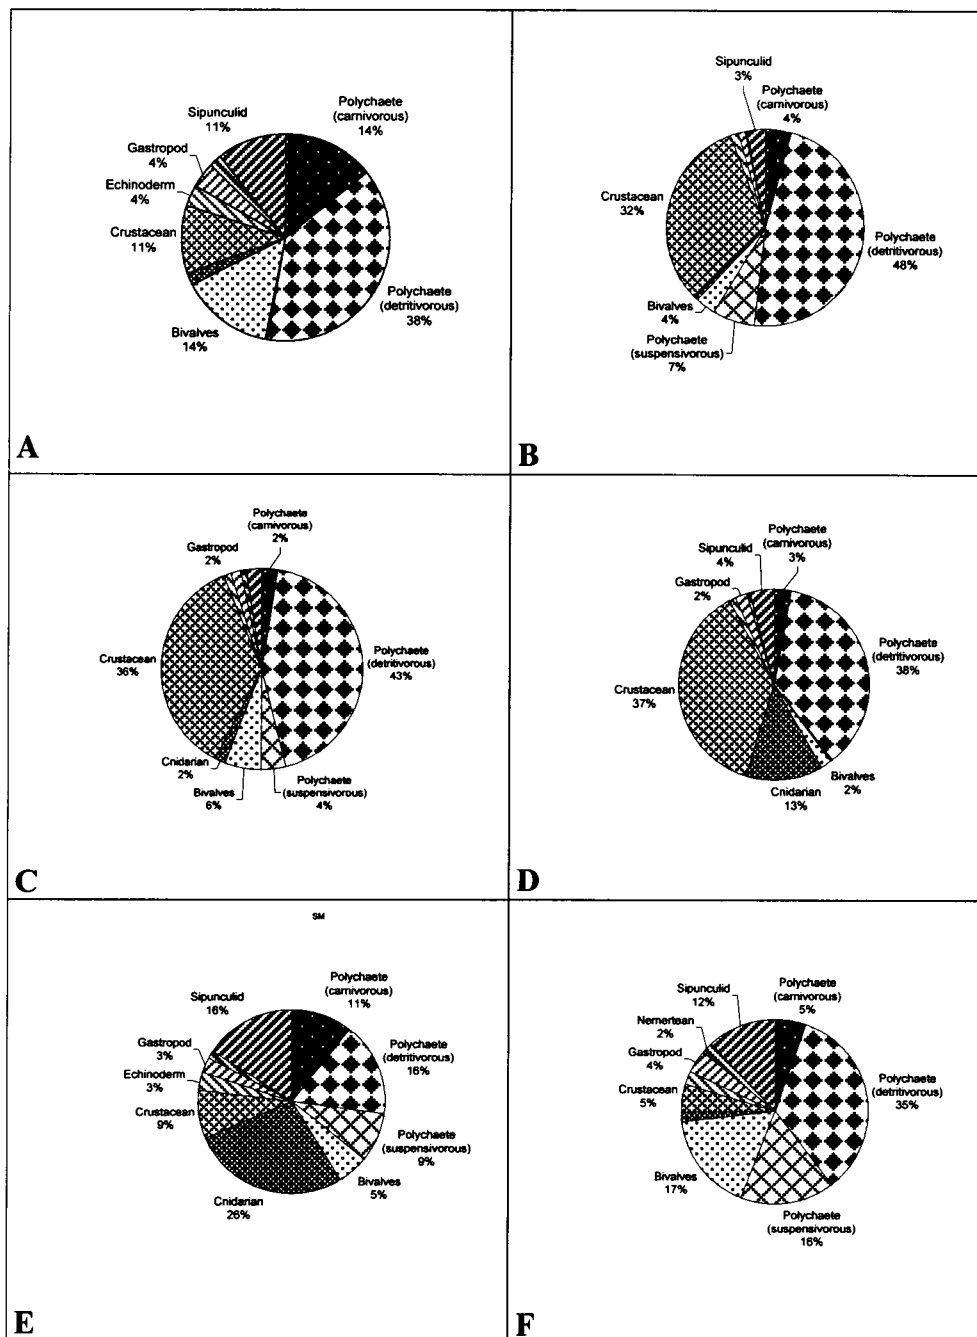 Sipunculid
11%
Polychaete
(carnivorous)
14%
Gastropod
4%
Echinoderm
4%
Crustacean
11%
Polychaete
(detritivorous)
38%
Bivalves
14%
A
Sipunculid
3%
Polychaete
(carnivorous)
4%
Crustacean
32%
Polychaete
(detritivorous)
48%
Bivalves
4%
Polychaete
(suspensivorous)
7%
B
Polychaete
(carnivorous)
2%
Gastropod
2%
Crustacean
36%
Polychaete
(detritivorous)
43%
Cnidarian
2%
Bivalves
6%
Polychaete
(suspensivorous)
4%
C
Polychaete
(carnivorous)
3%
Sipunculid
4%
Gastropod
2%
Polychaete
(detritivorous)
38%
Crustacean
37%
Bivalves
2%
Cnidarian
13%
D
SM
Polychaete
(carnivorous)
11%
Sipunculid
16%
Polychaete
(detritivorous)
16%
Gastropod
3%
Echinoderm
3%
Crustacean
9%
Polychaete
(suspensivorous)
9%
Bivalves
5%
Cnidarian
26%
E
Sipunculid
12%
Polychaete
(carnivorous)
5%
Nemertean
2%
Gastropod
4%
Crustacean
5%
Polychaete
(detritivorous)
35%
Bivalves
17%
Polychaete
(suspensivorous)
16%
F